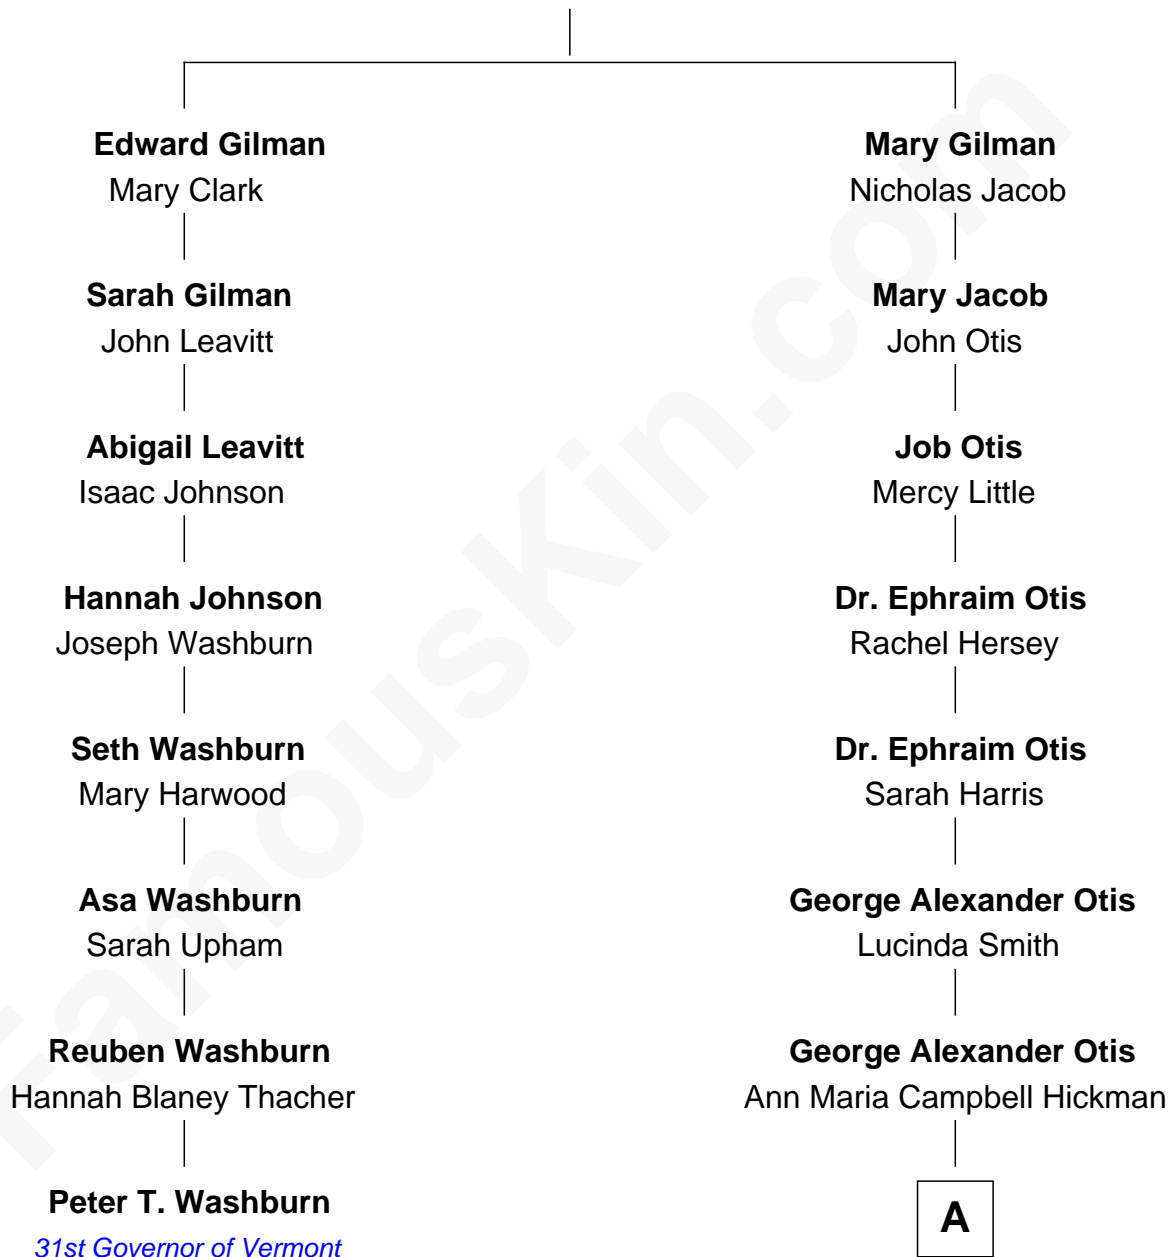 Edward Gilman
Mary Clark
Sarah Gilman
John Leavitt
Abigail Leavitt
Isaac Johnson
Hannah Johnson
Joseph Washburn
Seth Washburn
Mary Harwood
Asa Washburn
Sarah Upham
Reuben Washburn
Hannah Blaney Thacher
Peter T. Washburn
31st Governor of Vermont
Mary Gilman
Nicholas Jacob
Mary Jacob
John Otis
Job Otis
Mercy Little
Dr. Ephraim Otis
Rachel Hersey
Dr. Ephraim Otis
Sarah Harris
George Alexander Otis
Lucinda Smith
George Alexander Otis
Ann Maria Campbell Hickman
A
FamousKin.com